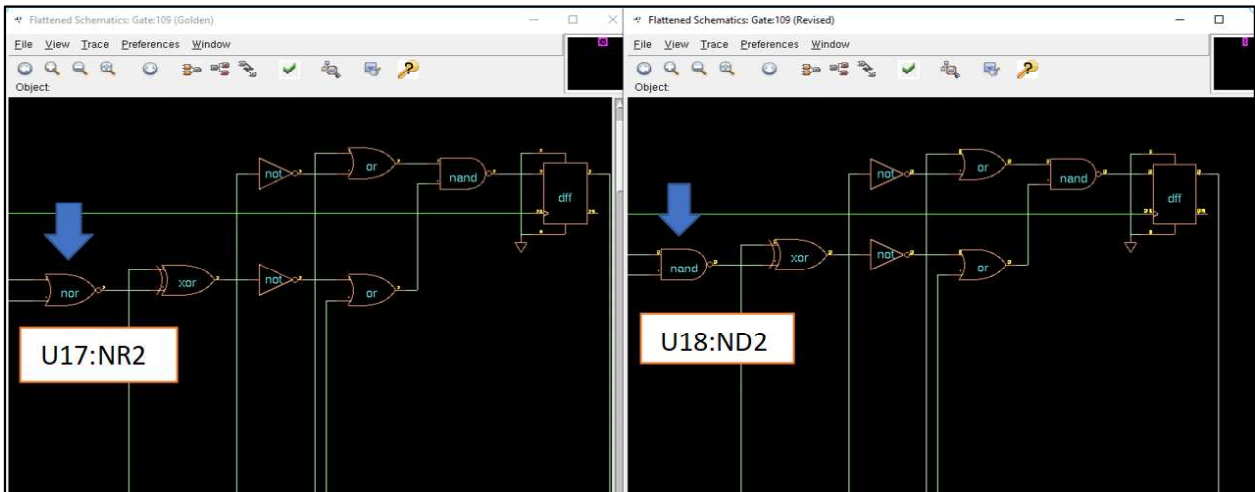 Flattened Schematics: Gate:109 (Golden)
File View Trace Preferences Window
Object:
not
or
nand
dff
nor
xor
not
or
U17:NR2
Flattened Schematics: Gate:109 (Revised)
File View Trace Preferences Window
Object:
not
or
nand
dff
nand
xor
not
or
U18:ND2